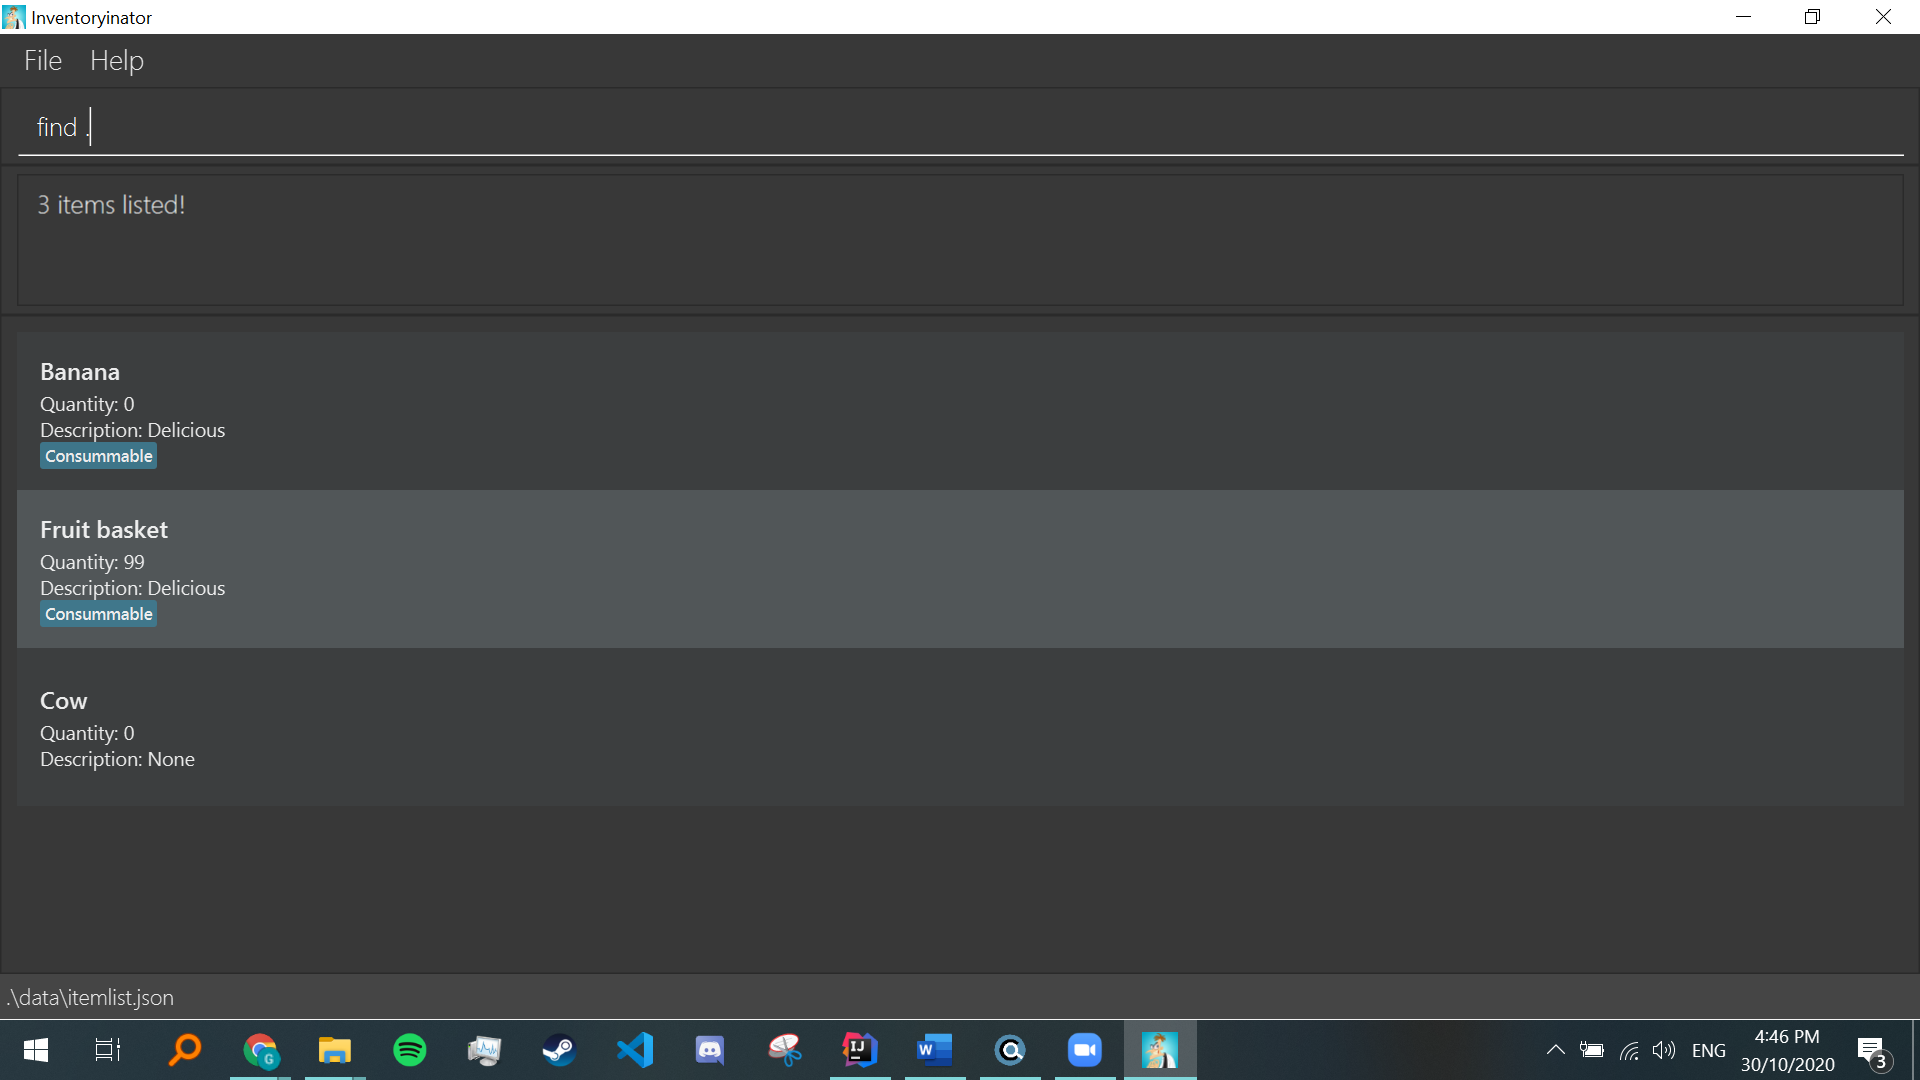 Inventoryinator
File Help
find .
3 items listed!
Banana
Quantity: 0
Description: Delicious
Consummable
Fruit basket
Quantity: 99
Description: Delicious
Consummable
Cow
Quantity: 0
Description: None
.\data\itemlist.json
G
IJ
W
ENG
4:46 PM
30/10/2020
3